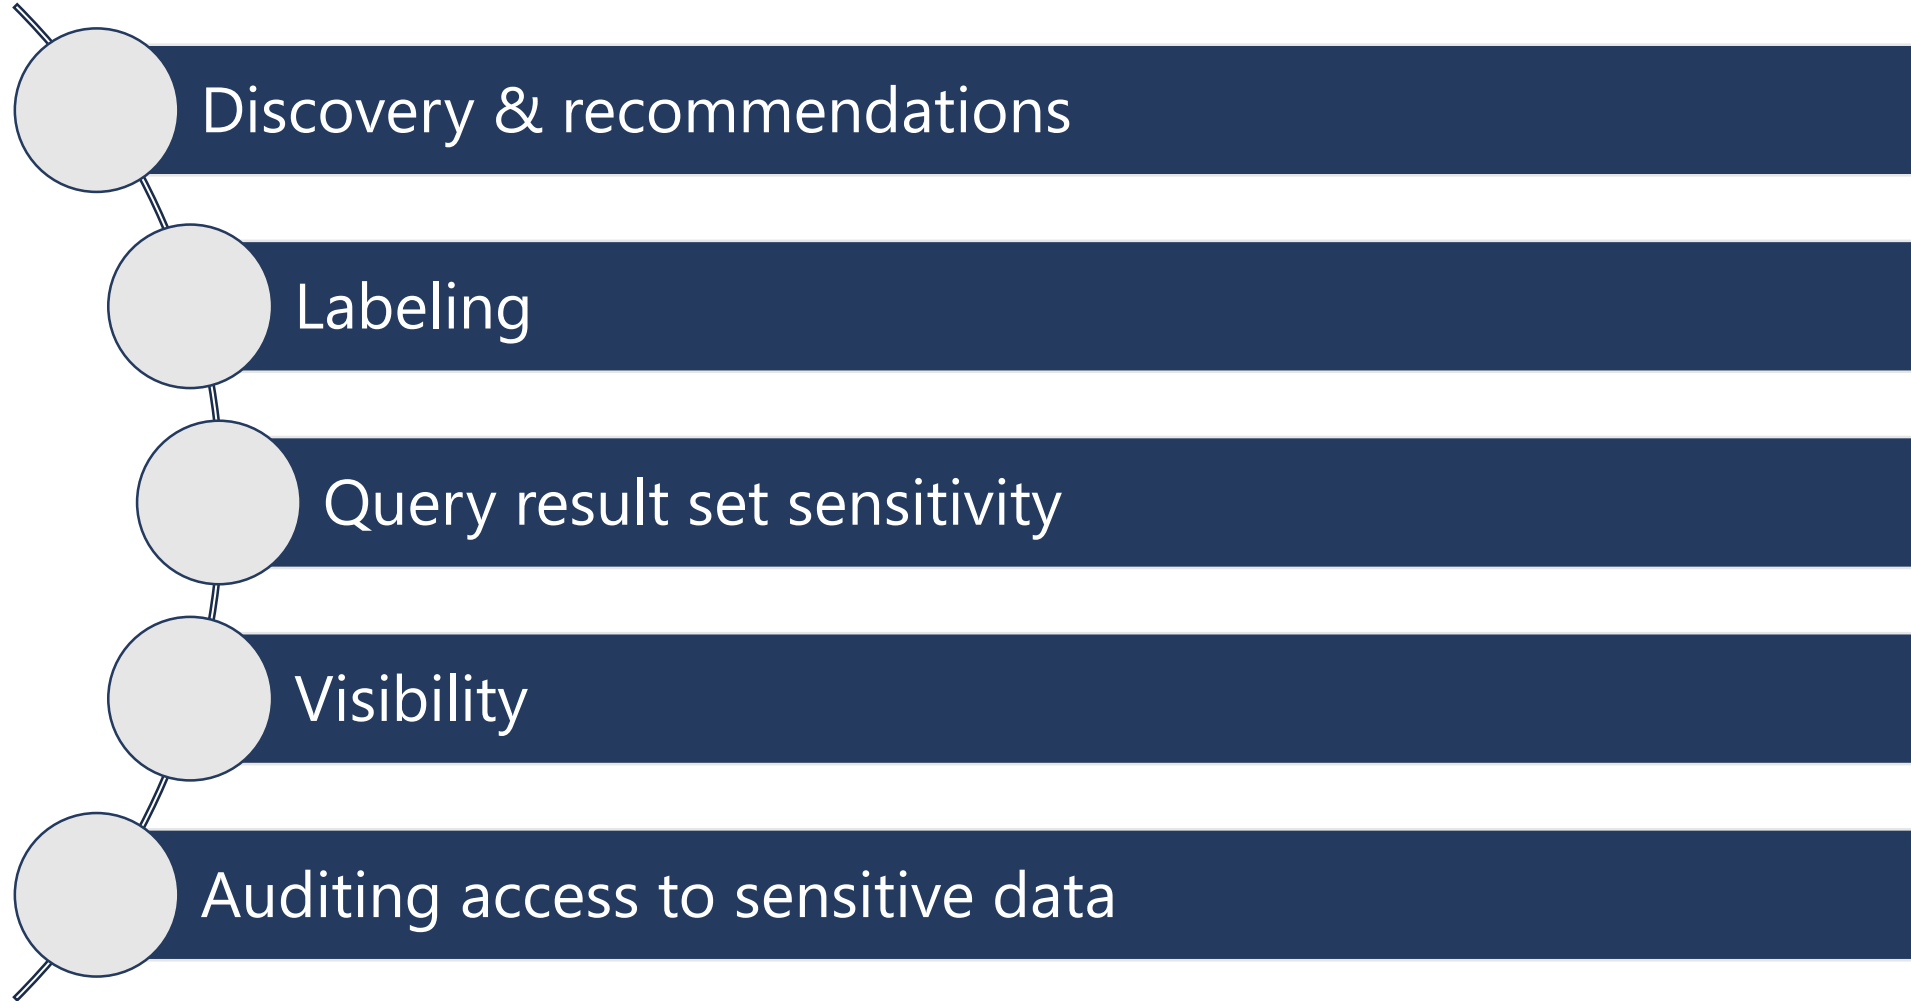 Discovery & recommendations
Labeling
Query result set sensitivity
Visibility
Auditing access to sensitive data